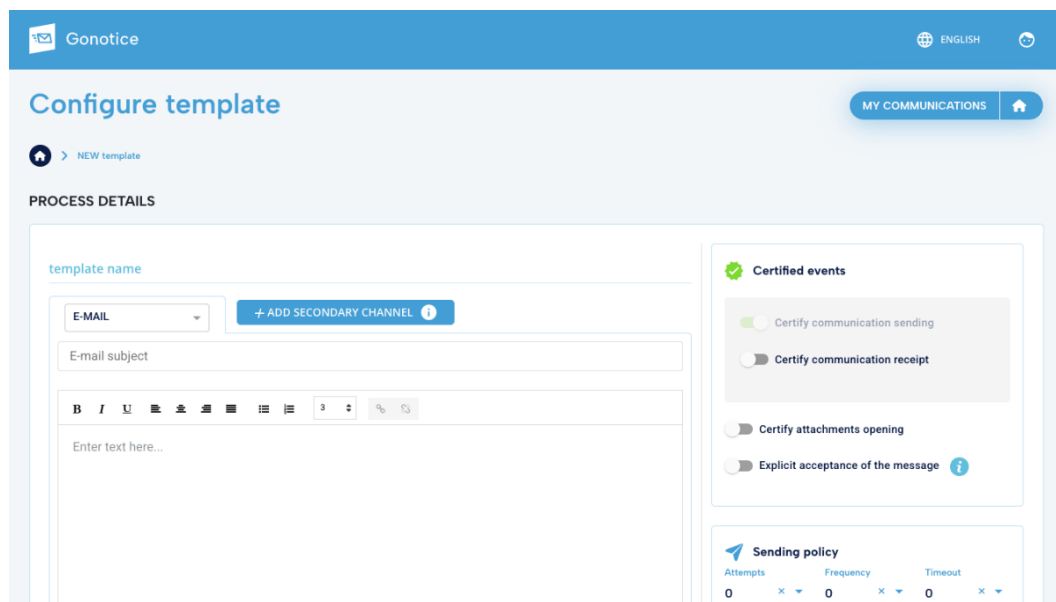 Gonotice
ENGLISH
Configure template
MY COMMUNICATIONS
NEW template
PROCESS DETAILS
template name
E-MAIL
+ ADD SECONDARY CHANNEL i
E-mail subject
B I U 3
Enter text here...
Certified events
Certify communication sending
Certify communication receipt
Certify attachments opening
Explicit acceptance of the message i
Sending policy
Attempts Frequency Timeout
0 × 0 × 0 ×